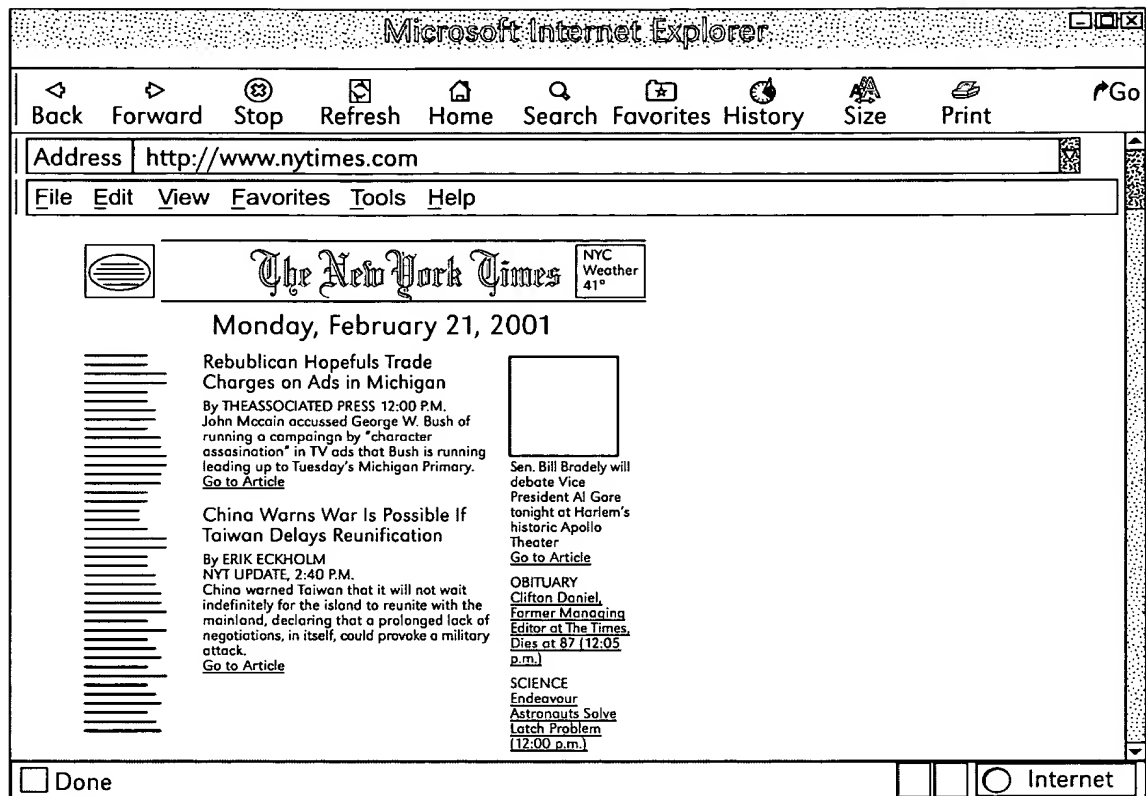 Microsoft Internet Explorer
Back Forward Stop Refresh Home Search Favorites History Size Print Go
Address http://www.nytimes.com
File Edit View Favorites Tools Help
The New York Times
NYC
Weather
41°
Monday, February 21, 2001
Rebublican Hopefuls Trade
Charges on Ads in Michigan
By THEASSOCIATED PRESS 12:00 P.M.
John Mccain accussed George W. Bush of
running a campaingn by "character
assasination" in TV ads that Bush is running
leading up to Tuesday's Michigan Primary.
Go to Article
China Warns War Is Possible If
Taiwan Delays Reunification
By ERIK ECKHOLM
NYT UPDATE, 2:40 P.M.
China warned Taiwan that it will not wait
indefinitely for the island to reunite with the
mainland, declaring that a prolonged lack of
negotiations, in itself, could provoke a military
attack.
Go to Article
Sen. Bill Bradely will
debate Vice
President Al Gore
tonight at Harlem's
historic Apollo
Theater
Go to Article
OBITUARY
Clifton Daniel,
Former Managing
Editor at The Times,
Dies at 87 (12:05
p.m.)
SCIENCE
Endeavour
Astronauts Solve
Latch Problem
(12:00 p.m.)
Done
Internet